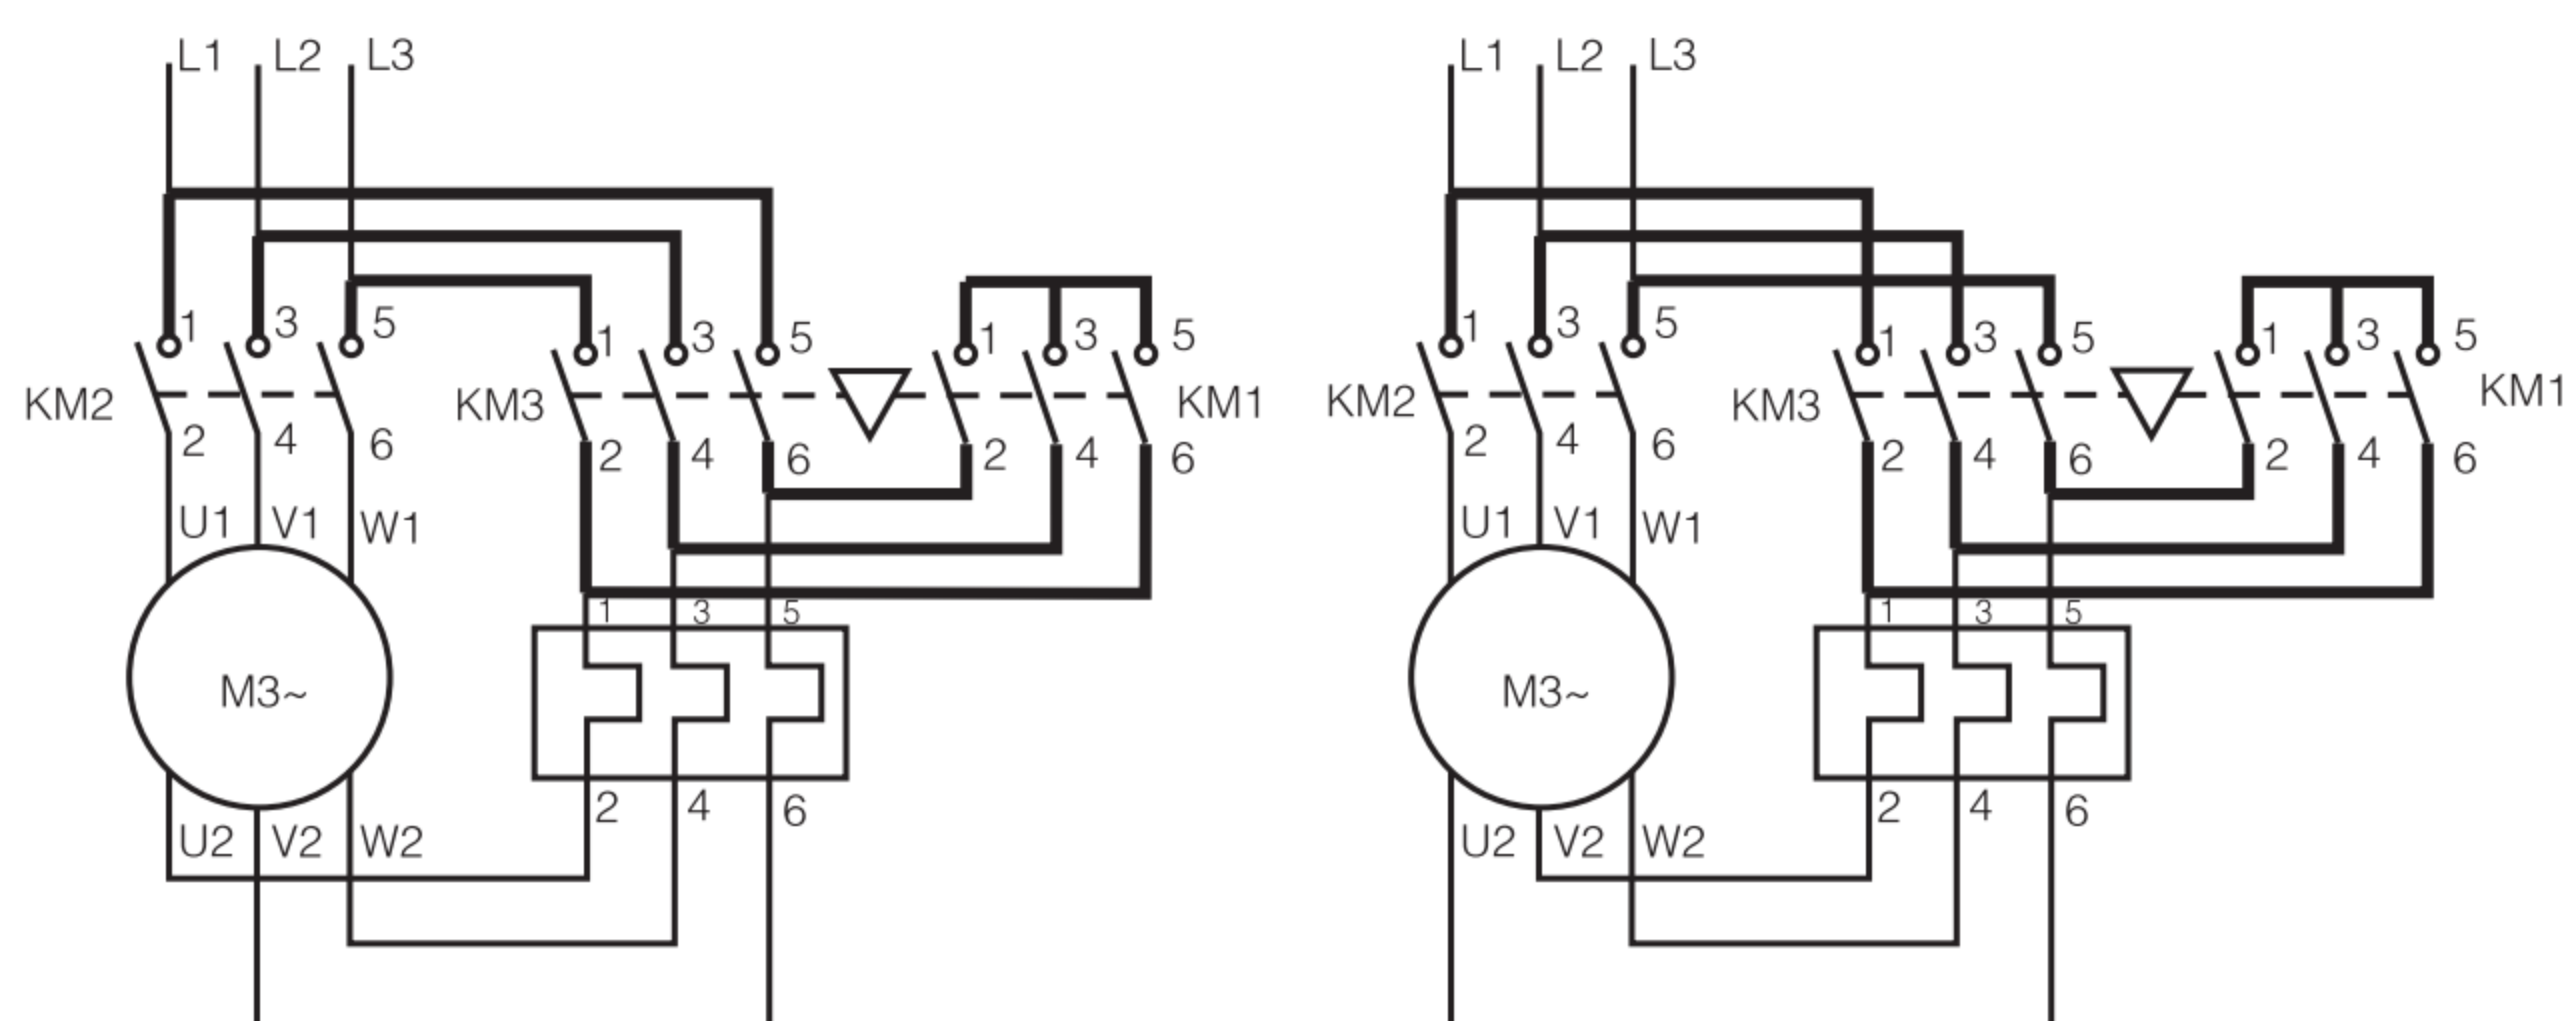 L1 L2 L3 L1 L2 L3
1 3 5 1 3 5 1 3 5 1 3 5 1 3 5 1 3 5
KM2 KM3 KM1 KM2 KM3 KM1
2 4 6 2 4 6 2 4 6 2 4 6 2 4 6 2 4 6
U1 V1 W1 U1 V1 W1
1 3 5 1 3 5
M3~ M3~
2 4 6 2 4 6
U2 V2 W2 U2 V2 W2